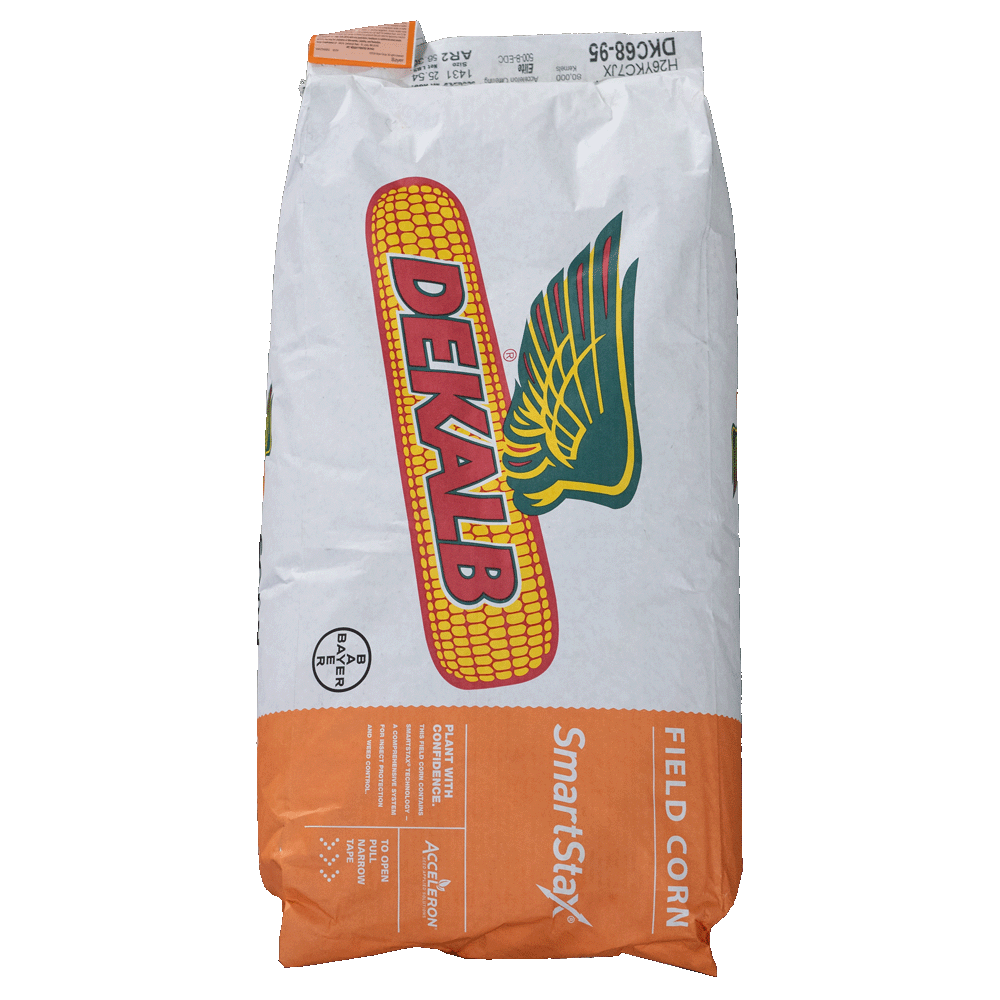 DKC68-95
H26YKC7JX
80,000
Kernels
Acceleron
Elite
500-8-EDC
AR2
Size
1431
25.54
DEKALB
®
B
A
BAYER
E
R
FIELD CORN
SmartStax®
PLANT WITH
CONFIDENCE.
THIS FIELD CORN CONTAINS
SMARTSTAX® TECHNOLOGY –
A COMPREHENSIVE SYSTEM
FOR INSECT PROTECTION
AND WEED CONTROL.
ACCELERON®
TO OPEN
PULL
NARROW
TAPE